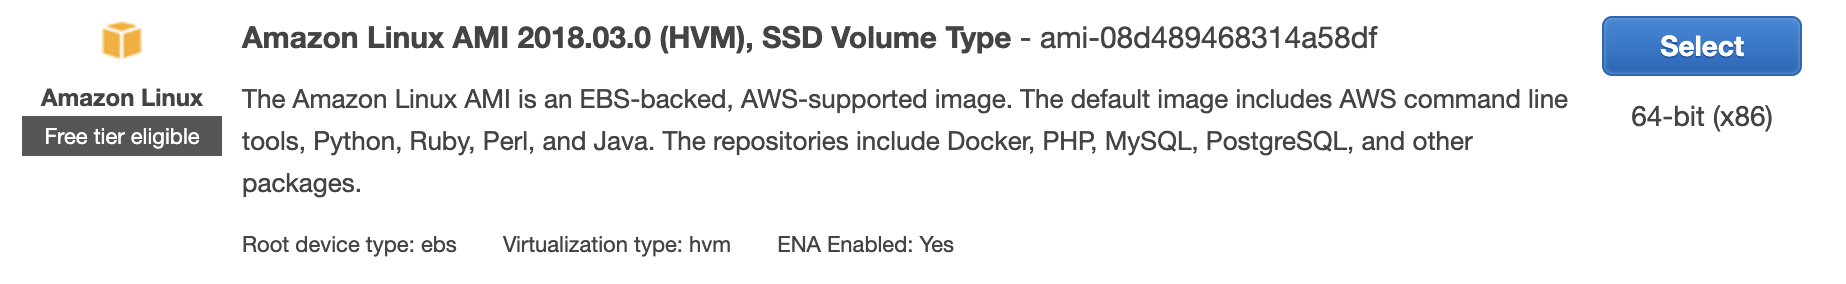 Amazon Linux AMI 2018.03.0 (HVM), SSD Volume Type - ami-08d489468314a58df
Select
Amazon Linux
Free tier eligible
The Amazon Linux AMI is an EBS-backed, AWS-supported image. The default image includes AWS command line
tools, Python, Ruby, Perl, and Java. The repositories include Docker, PHP, MySQL, PostgreSQL, and other
packages.
64-bit (x86)
Root device type: ebs Virtualization type: hvm ENA Enabled: Yes